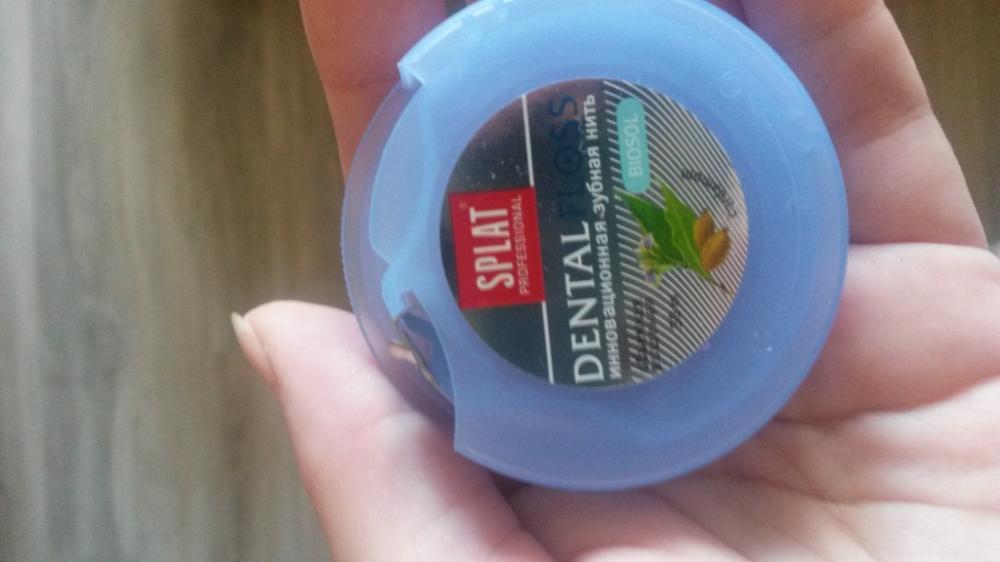 SPLAT
PROFESSIONAL
DENTAL FLOSS
инновационная зубная нить
BIOSOL